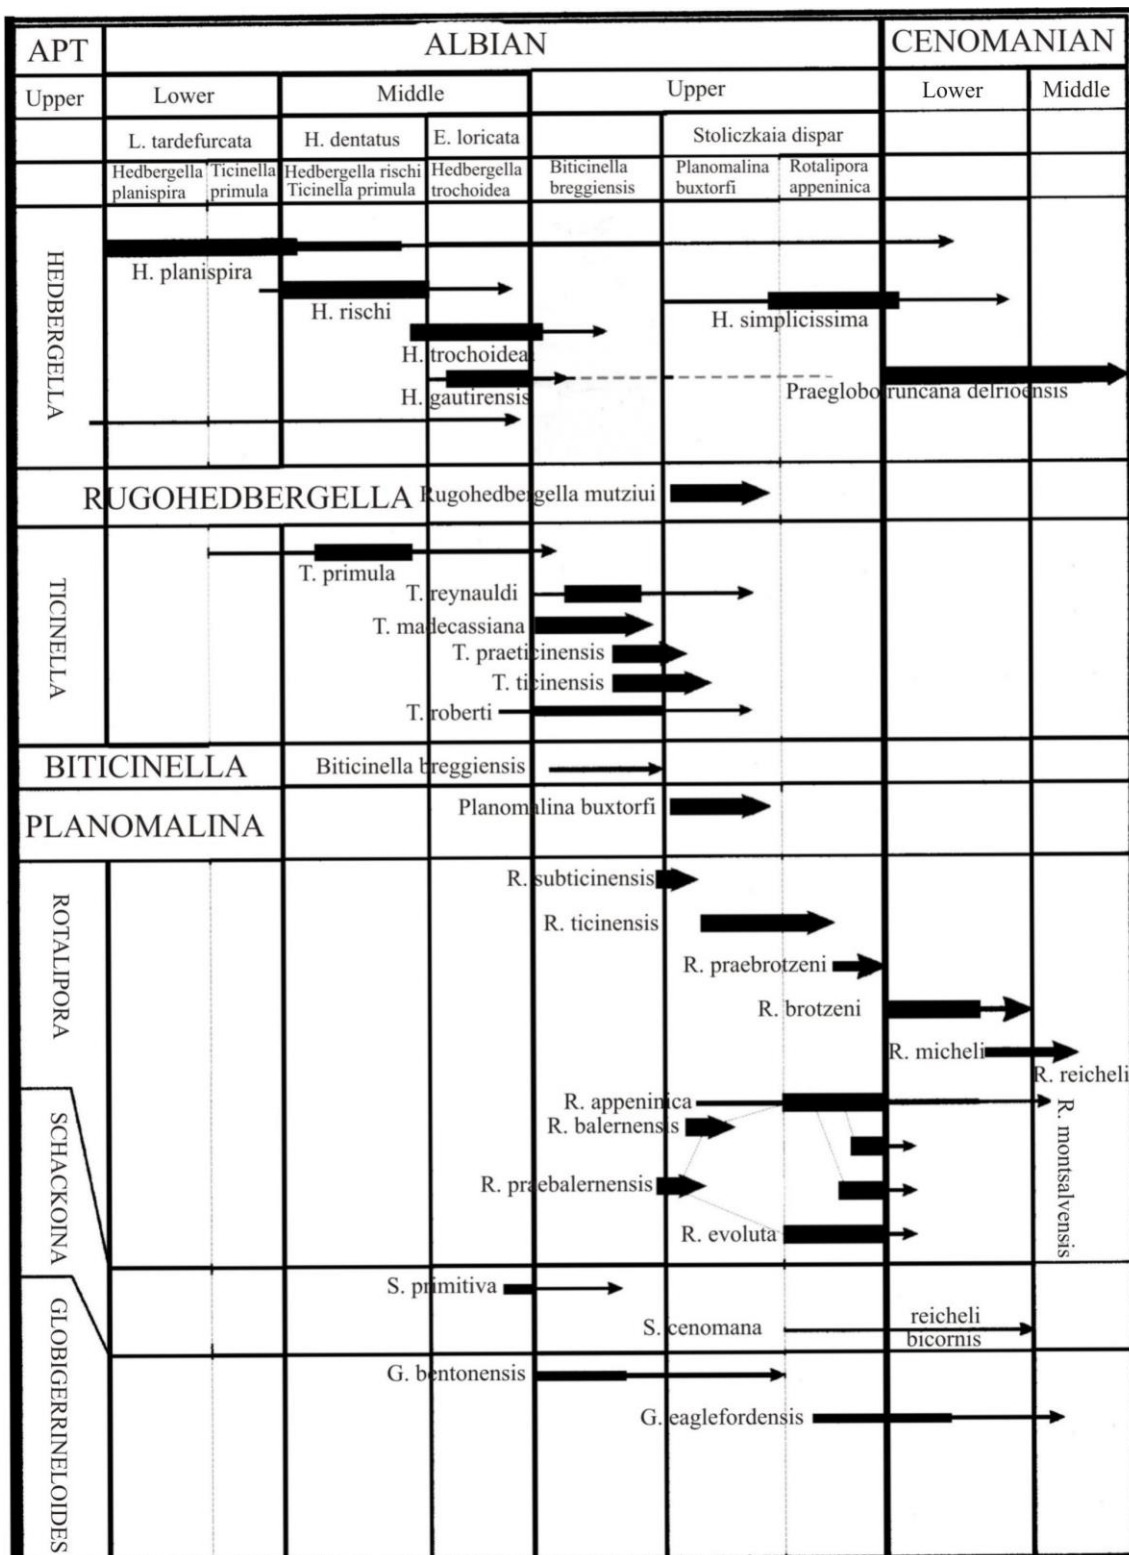 APT
ALBIAN
CENOMANIAN
Upper
Lower
Middle
Upper
Lower
Middle
L. tardefurcata
H. dentatus
E. loricata
Stoliczkaia dispar
Hedbergella
planispira
Ticinella
primula
Hedbergella rischi
Ticinella primula
Hedbergella
trochoidea
Biticinella
breggiensis
Planomalina
buxtorfi
Rotalipora
appeninica
HEDBERGELLA
H. planispira
H. rischi
H. simplicissima
H. trochoidea
H. gautirensis
Praegloboruncana delrioensis
RUGOHEDBERGELLA
Rugohedbergella mutziui
TICINELLA
T. primula
T. reynauldi
T. madecassiana
T. praeticinensis
T. ticinensis
T. roberti
BITICINELLA
Biticinella breggiensis
PLANOMALINA
Planomalina buxtorfi
ROTALIPORA
R. subticinensis
R. ticinensis
R. praebrotzeni
R. brotzeni
R. micheli
R. reicheli
R. appeninica
R. balernensis
R. montsalvensis
R. praebalernensis
R. evoluta
SCHACKOINA
S. primitiva
S. cenomana
reicheli
bicornis
GLOBIGERRINELOIDES
G. bentonensis
G. eaglefordensis